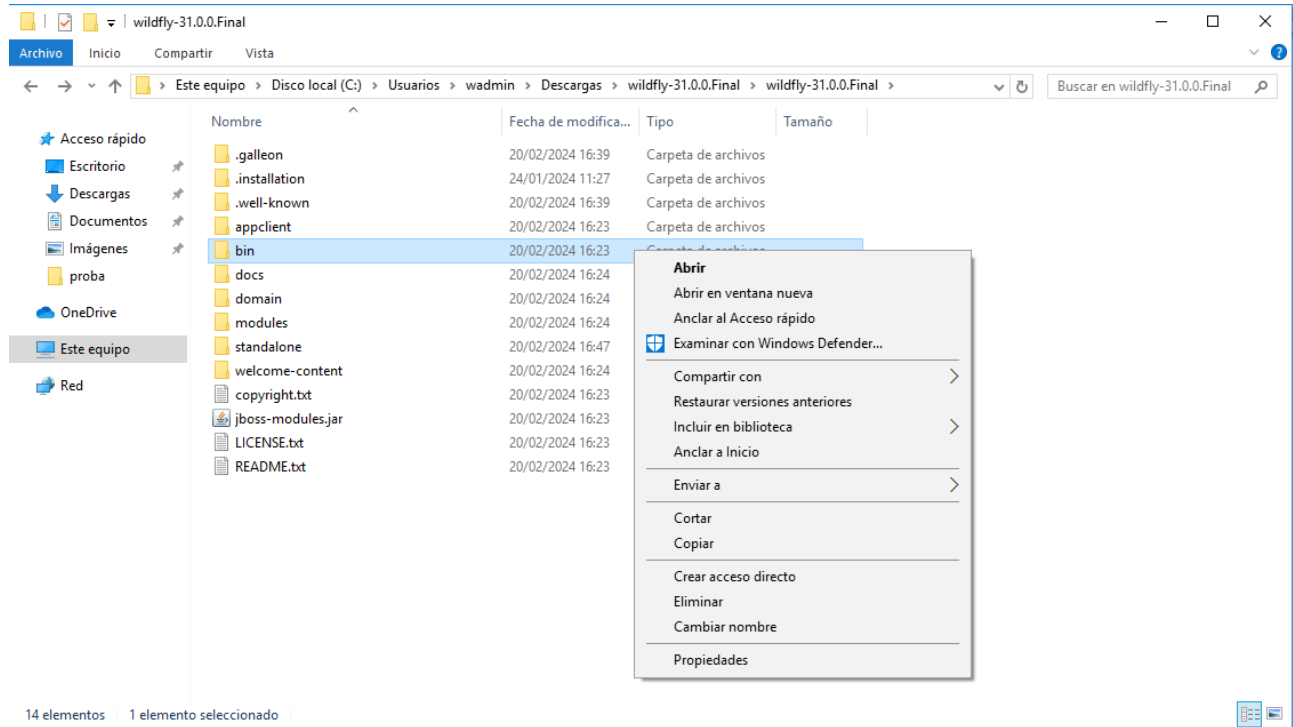 wildfly-31.0.0.Final
Archivo Inicio Compartir Vista
Este equipo > Disco local (C:) > Usuarios > wadmin > Descargas > wildfly-31.0.0.Final > wildfly-31.0.0.Final >
Buscar en wildfly-31.0.0.Final
Acceso rápido
Escritorio
Descargas
Documentos
Imágenes
proba
OneDrive
Este equipo
Red
Nombre Fecha de modifica... Tipo Tamaño
.galleon 20/02/2024 16:39 Carpeta de archivos
.installation 24/01/2024 11:27 Carpeta de archivos
.well-known 20/02/2024 16:39 Carpeta de archivos
appclient 20/02/2024 16:23 Carpeta de archivos
bin 20/02/2024 16:23 Carpeta de archivos
docs 20/02/2024 16:24
domain 20/02/2024 16:24
modules 20/02/2024 16:24
standalone 20/02/2024 16:47
welcome-content 20/02/2024 16:24
copyright.txt 20/02/2024 16:23
jboss-modules.jar 20/02/2024 16:23
LICENSE.txt 20/02/2024 16:23
README.txt 20/02/2024 16:23
Abrir
Abrir en ventana nueva
Anclar al Acceso rápido
Examinar con Windows Defender...
Compartir con
Restaurar versiones anteriores
Incluir en biblioteca
Anclar a Inicio
Enviar a
Cortar
Copiar
Crear acceso directo
Eliminar
Cambiar nombre
Propiedades
14 elementos 1 elemento seleccionado